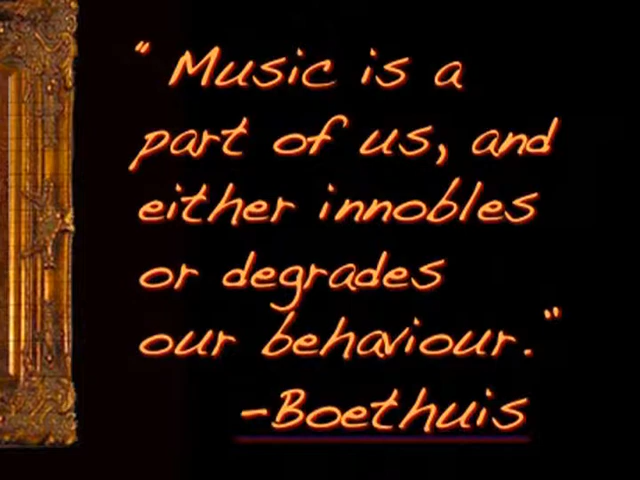 " Music is a
part of us, and
either innobles
or degrades
our behaviour."
-Boethuis